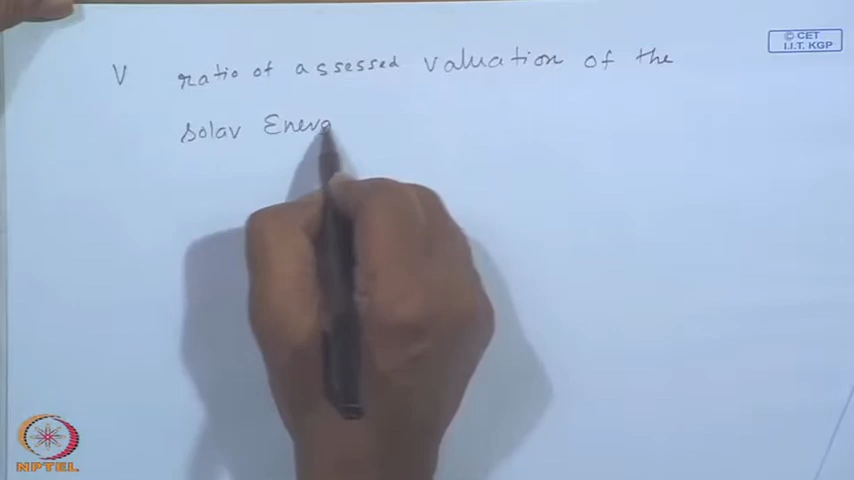 V ratio of assessed valuation of the
© CET
I.I.T. KGP
Solar Energ
NPTEL